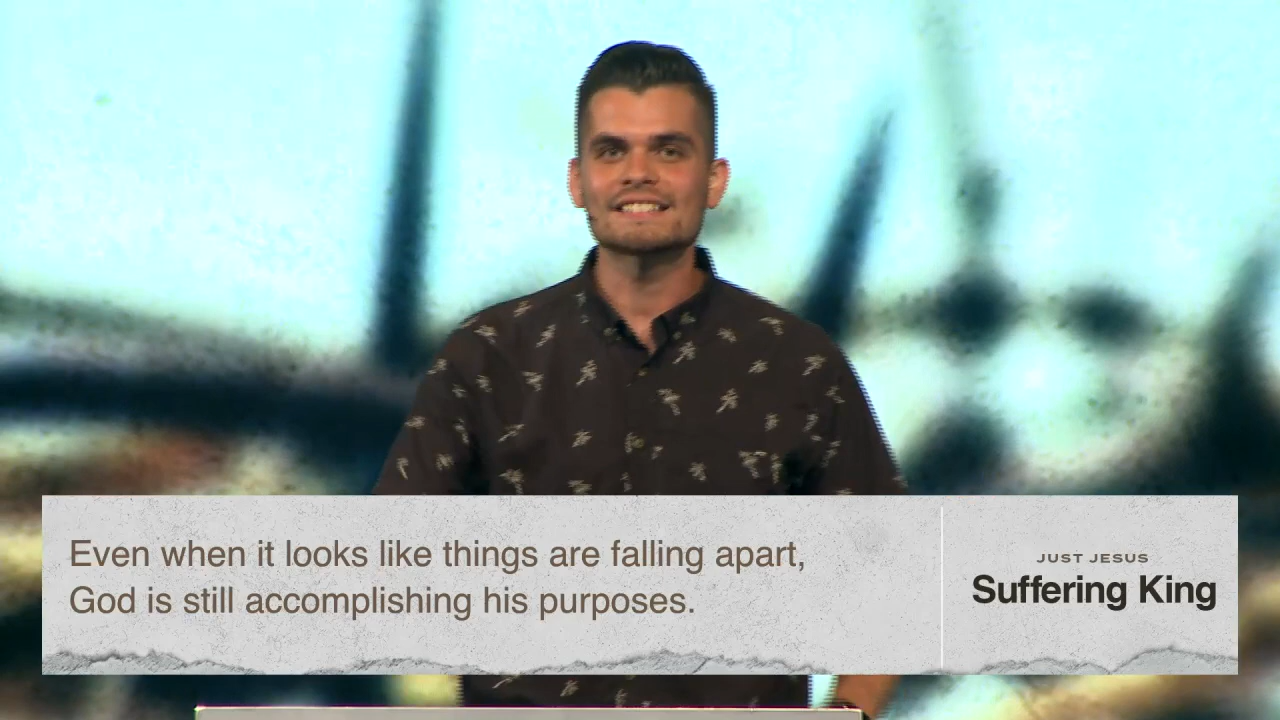 Even when it looks like things are falling apart,
God is still accomplishing his purposes.
JUST JESUS
Suffering King